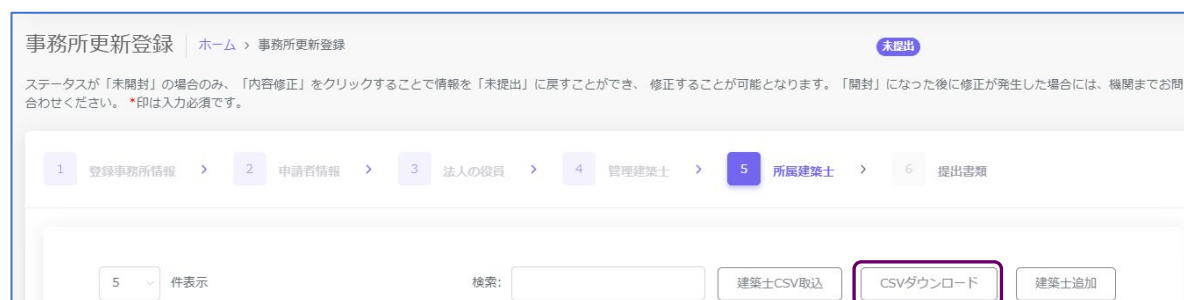 事務所更新登録 ホーム › 事務所更新登録 未提出
ステータスが「未開封」の場合のみ、「内容修正」をクリックすることで情報を「未提出」に戻すことができ、 修正することが可能となります。「開封」になった後に修正が発生した場合には、機関までお問
合わせください。 *印は入力必須です。
1 登録事務所情報 › 2 申請者情報 › 3 法人の役員 › 4 管理建築士 › 5 所属建築士 › 6 提出書類
5 件表示 検索: 建築士CSV取込 CSVダウンロード 建築士追加